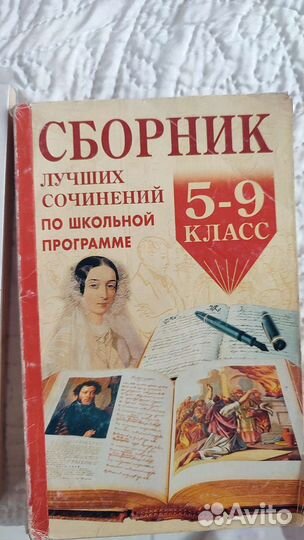 СБОРНИК
ЛУЧШИХ
СОЧИНЕНИЙ
ПО ШКОЛЬНОЙ
ПРОГРАММЕ
5-9
КЛАСС
Avito